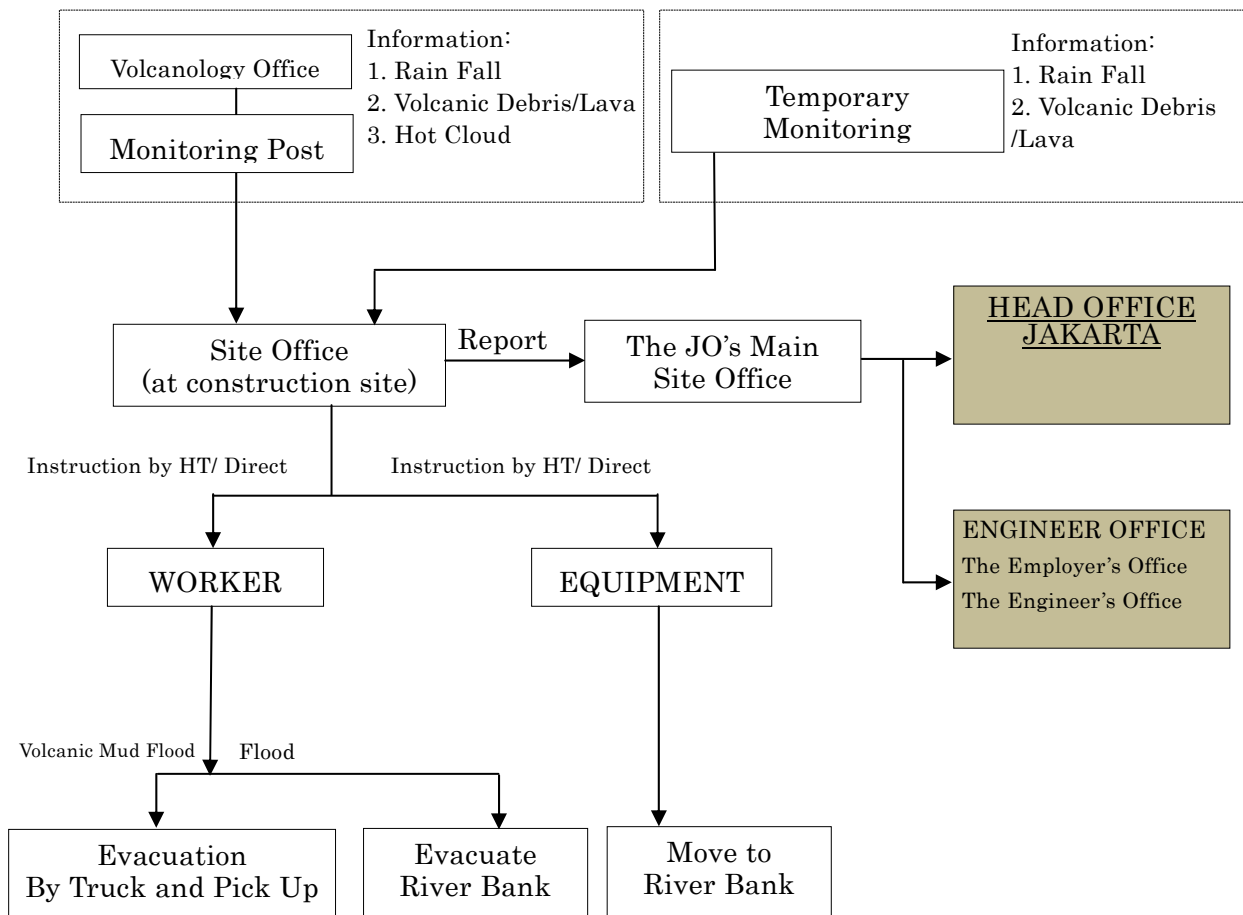 Volcanology Office
Monitoring Post
Information:
1. Rain Fall
2. Volcanic Debris/Lava
3. Hot Cloud
Temporary
Monitoring
Information:
1. Rain Fall
2. Volcanic Debris
/Lava
Site Office
(at construction site)
Report
The JO’s Main
Site Office
HEAD OFFICE
JAKARTA
Instruction by HT/ Direct
Instruction by HT/ Direct
WORKER
EQUIPMENT
ENGINEER OFFICE
The Employer’s Office
The Engineer’s Office
Volcanic Mud Flood
Flood
Evacuation
By Truck and Pick Up
Evacuate
River Bank
Move to
River Bank